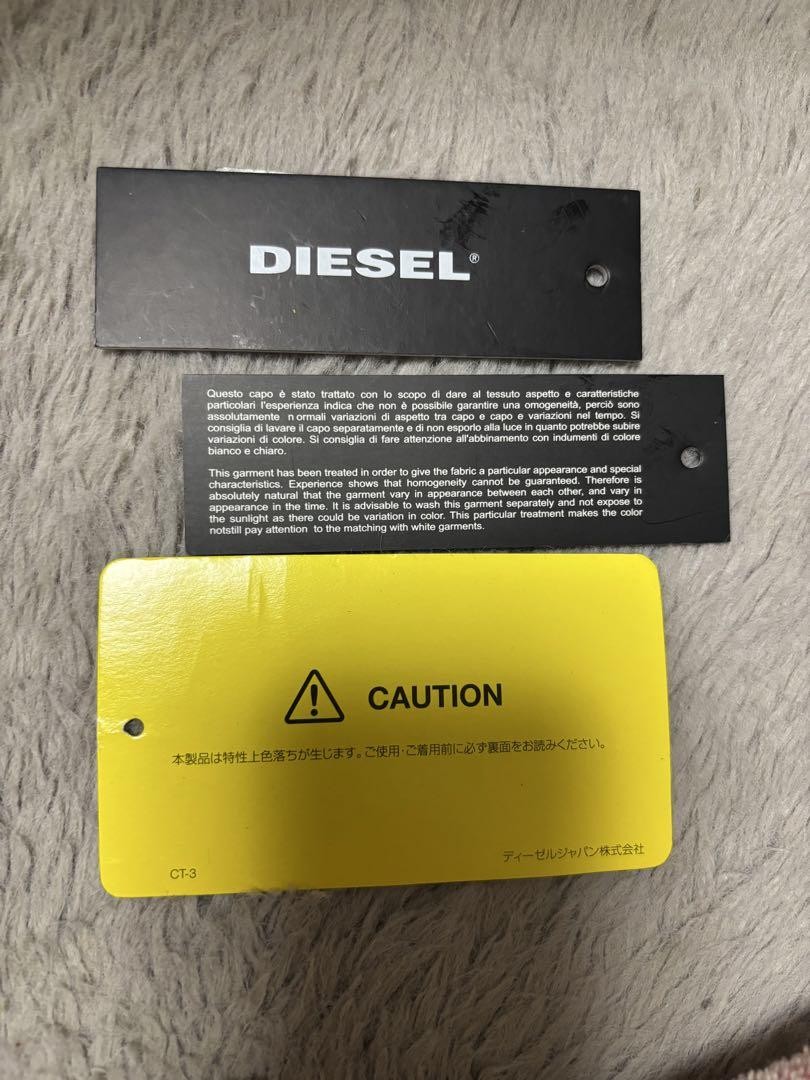 DIESEL®
Questo capo è stato trattato con lo scopo di dare al tessuto aspetto e caratteristiche
particolari l'esperienza indica che non è possibile garantire una omogeneità, perciò sono
assolutamente n ormali variazioni di aspetto tra capo e capo e variazioni nel tempo. Si
consiglia di lavare il capo separatamente e di non esporlo alla luce in quanto potrebbe subire
variazioni di colore. Si consiglia di fare attenzione all'abbinamento con indumenti di colore
bianco e chiaro.
This garment has been treated in order to give the fabric a particular appearance and special
characteristics. Experience shows that homogeneity cannot be guaranteed. Therefore is
absolutely natural that the garment vary in appearance between each other, and vary in
appearance in the time. It is advisable to wash this garment separately and not expose to
the sunlight as there could be variation in color. This particular treatment makes the color
notstill pay attention to the matching with white garments.
CAUTION
本製品は特性上色落ちが生じます。ご使用・ご着用前に必ず裏面をお読みください。
CT-3
ディーゼルジャパン株式会社